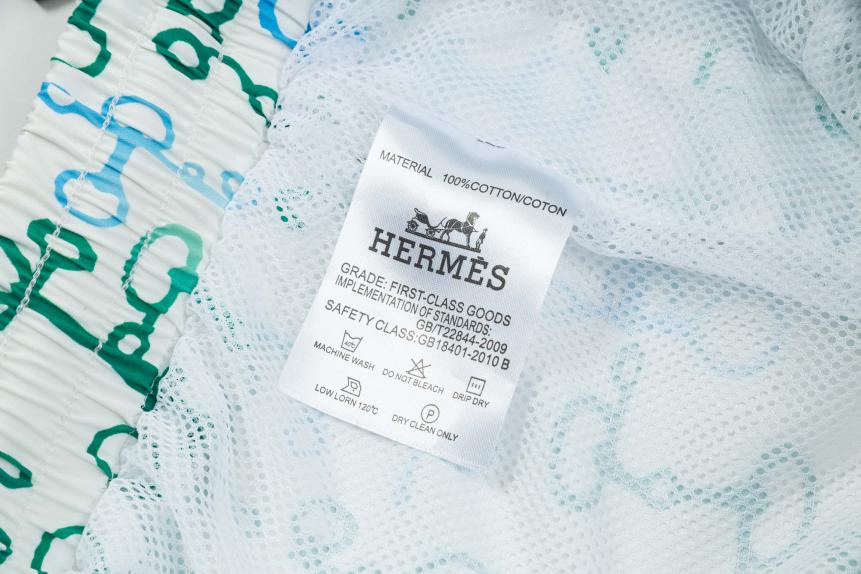 MATERIAL 100%COTTON/COTON
HERMÈS
GRADE: FIRST-CLASS GOODS
IMPLEMENTATION OF STANDARDS:
GB/T22844-2009
SAFETY CLASS:GB18401-2010 B
MACHINE WASH
DO NOT BLEACH
DRIP DRY
LOW LORN 120℃
P
DRY CLEAN ONLY